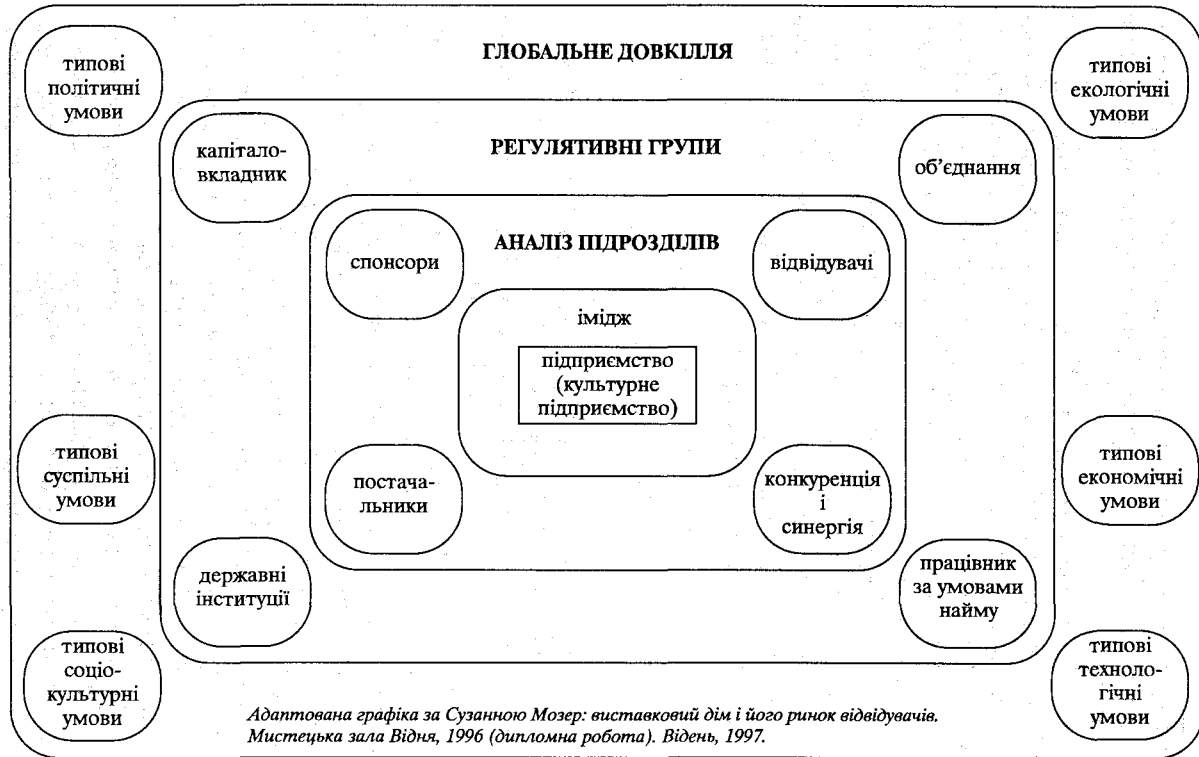 ГЛОБАЛЬНЕ ДОВКІЛЛЯ
типові
політичні
умови
типові
екологічні
умови
РЕГУЛЯТИВНІ ГРУПИ
капітало-
вкладник
об’єднання
АНАЛІЗ ПІДРОЗДІЛІВ
спонсори
відвідувачі
імідж
підприємство
(культурне
підприємство)
типові
суспільні
умови
постача-
льники
конкуренція
і
синергія
типові
економічні
умови
державні
інституції
працівник
за умовами
найму
типові
соціо-
культурні
умови
типові
техноло-
гічні
умови
Адаптована графіка за Сузанною Мозер: виставковий дім і його ринок відвідувачів.
Мистецька зала Відня, 1996 (дипломна робота). Відень, 1997.